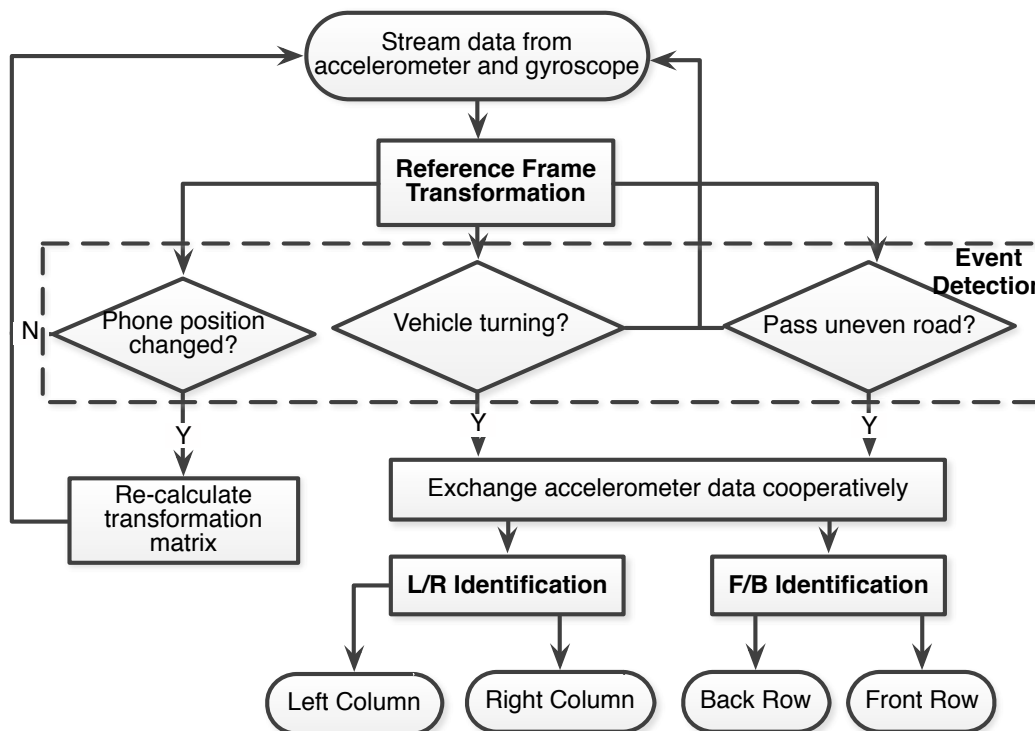 Stream data from
accelerometer and gyroscope
Reference Frame
Transformation
Event
Detection
N
Phone position
changed?
Vehicle turning?
Pass uneven road?
Y
Y
Y
Re-calculate
transformation
matrix
Exchange accelerometer data cooperatively
L/R Identification
F/B Identification
Left Column
Right Column
Back Row
Front Row